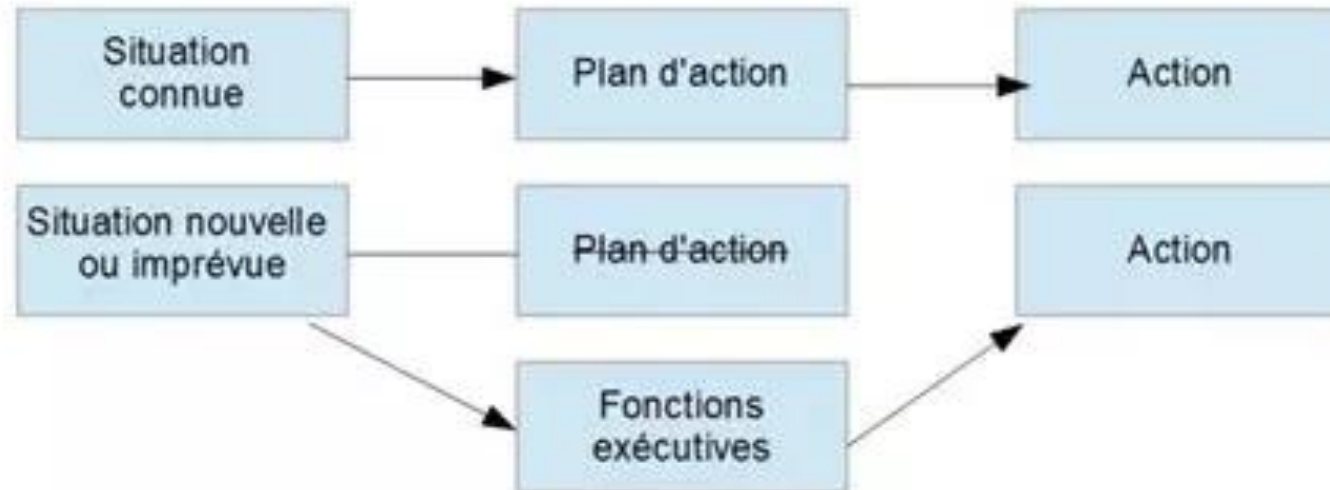 Situation
connue
Plan d'action
Action
Situation nouvelle
ou imprévue
Plan d'action
Action
Fonctions
exécutives